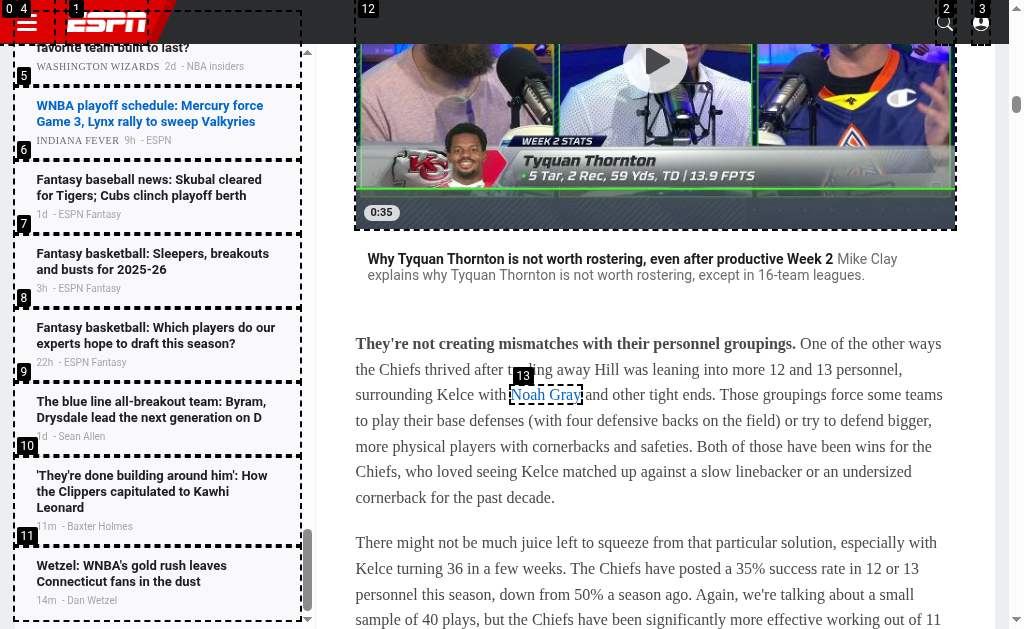 0
4
1
ESPN
12
2
3
favorite team built to last?
WASHINGTON WIZARDS 2d - NBA insiders
5
WNBA playoff schedule: Mercury force
Game 3, Lynx rally to sweep Valkyries
INDIANA FEVER 9h - ESPN
6
Fantasy baseball news: Skubal cleared
for Tigers; Cubs clinch playoff berth
1d - ESPN Fantasy
7
Fantasy basketball: Sleepers, breakouts
and busts for 2025-26
3h - ESPN Fantasy
8
Fantasy basketball: Which players do our
experts hope to draft this season?
22h - ESPN Fantasy
9
The blue line all-breakout team: Byram,
Drysdale lead the next generation on D
1d - Sean Allen
10
'They're done building around him': How
the Clippers capitulated to Kawhi
Leonard
11m - Baxter Holmes
11
Wetzel: WNBA's gold rush leaves
Connecticut fans in the dust
14m - Dan Wetzel
WEEK 2 STATS
Tyquan Thornton
• 5 Tar, 2 Rec, 59 Yds, TD | 13.9 FPTS
0:35
Why Tyquan Thornton is not worth rostering, even after productive Week 2 Mike Clay
explains why Tyquan Thornton is not worth rostering, except in 16-team leagues.
They're not creating mismatches with their personnel groupings. One of the other ways
the Chiefs thrived after trading away Hill was leaning into more 12 and 13 personnel,
13
surrounding Kelce with Noah Gray and other tight ends. Those groupings force some teams
to play their base defenses (with four defensive backs on the field) or try to defend bigger,
more physical players with cornerbacks and safeties. Both of those have been wins for the
Chiefs, who loved seeing Kelce matched up against a slow linebacker or an undersized
cornerback for the past decade.
There might not be much juice left to squeeze from that particular solution, especially with
Kelce turning 36 in a few weeks. The Chiefs have posted a 35% success rate in 12 or 13
personnel this season, down from 50% a season ago. Again, we're talking about a small
sample of 40 plays, but the Chiefs have been significantly more effective working out of 11